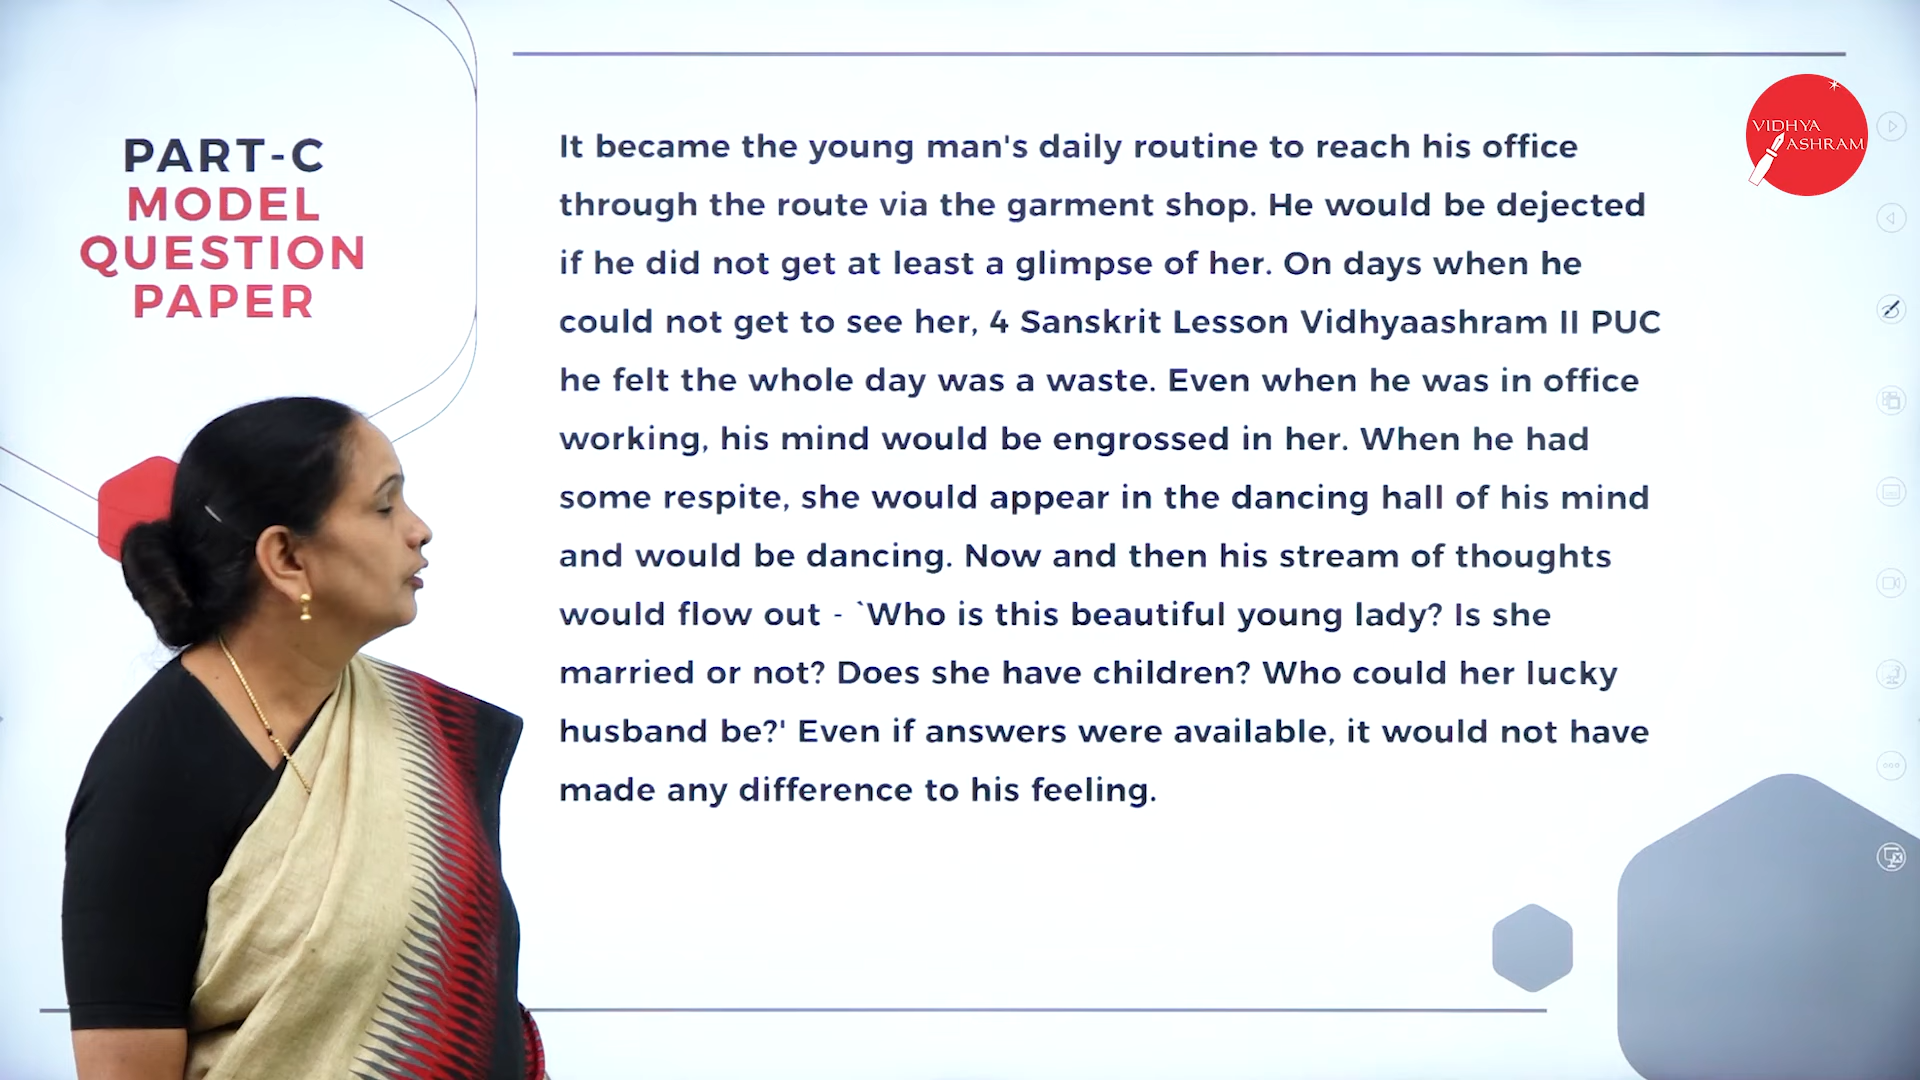 PART-C
MODEL
QUESTION
PAPER
It became the young man's daily routine to reach his office
through the route via the garment shop. He would be dejected
if he did not get at least a glimpse of her. On days when he
could not get to see her, 4 Sanskrit Lesson Vidhyaashram II PUC
he felt the whole day was a waste. Even when he was in office
working, his mind would be engrossed in her. When he had
some respite, she would appear in the dancing hall of his mind
and would be dancing. Now and then his stream of thoughts
would flow out - `Who is this beautiful young lady? Is she
married or not? Does she have children? Who could her lucky
husband be?' Even if answers were available, it would not have
made any difference to his feeling.
VIDHYA
ASHRAM